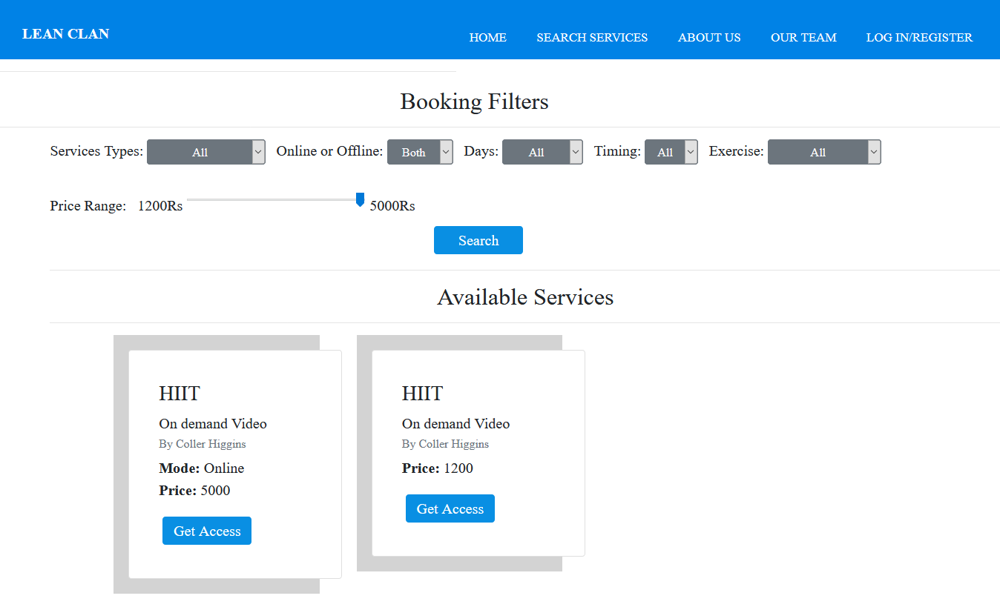 LEAN CLAN
HOME SEARCH SERVICES ABOUT US OUR TEAM LOG IN/REGISTER
Booking Filters
Services Types: All Online or Offline: Both Days: All Timing: All Exercise: All
Price Range: 1200Rs 5000Rs
Search
Available Services
HIIT
On demand Video
By Coller Higgins
Mode: Online
Price: 5000
Get Access
HIIT
On demand Video
By Coller Higgins
Price: 1200
Get Access